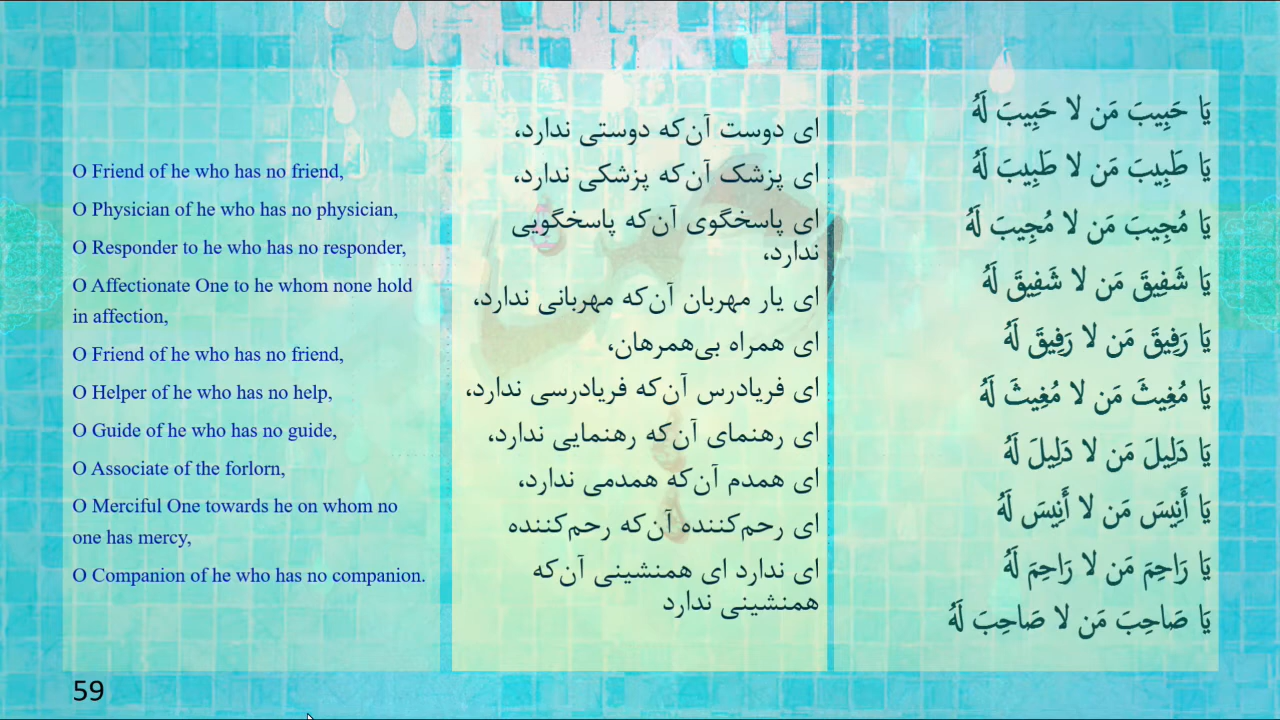 O Friend of he who has no friend,
O Physician of he who has no physician,
O Responder to he who has no responder,
O Affectionate One to he whom none hold
in affection,
O Friend of he who has no friend,
O Helper of he who has no help,
O Guide of he who has no guide,
O Associate of the forlorn,
O Merciful One towards he on whom no
one has mercy,
O Companion of he who has no companion.
ای دوست آن‌که دوستی ندارد،
ای پزشک آن‌که پزشکی ندارد،
ای پاسخگوی آن‌که پاسخگویی
ندارد،
ای یار مهربان آن‌که مهربانی ندارد،
ای همراه بی‌همرهان،
ای فریادرس آن‌که فریادرسی ندارد،
ای رهنمای آن‌که رهنمایی ندارد،
ای همدم آن‌که همدمی ندارد،
ای رحم‌کننده آن‌که رحم‌کننده
ای ندارد ای همنشینی آن‌که
همنشینی ندارد
يَا حَبِيبَ مَن لا حَبِيبَ لَهُ
يَا طَبِيبَ مَن لا طَبِيبَ لَهُ
يَا مُجِيبَ مَن لا مُجِيبَ لَهُ
يَا شَفِيقَ مَن لا شَفِيقَ لَهُ
يَا رَفِيقَ مَن لا رَفِيقَ لَهُ
يَا مُغِيثَ مَن لا مُغِيثَ لَهُ
يَا دَلِيلَ مَن لا دَلِيلَ لَهُ
يَا أَنِيسَ مَن لا أَنِيسَ لَهُ
يَا رَاحِمَ مَن لا رَاحِمَ لَهُ
يَا صَاحِبَ مَن لا صَاحِبَ لَهُ
59